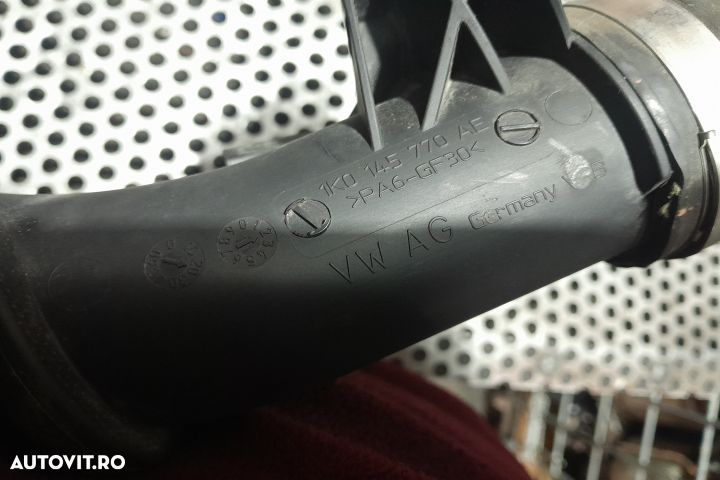 1K0 145 770 AE
>PA6-GF30<
VW AG Germany
AUTOVIT.RO